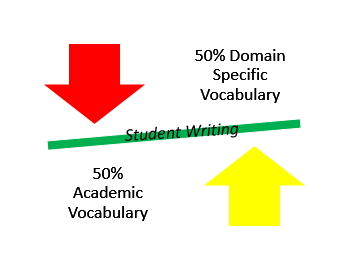 50% Domain
Specific
Vocabulary
Student Writing
50%
Academic
Vocabulary